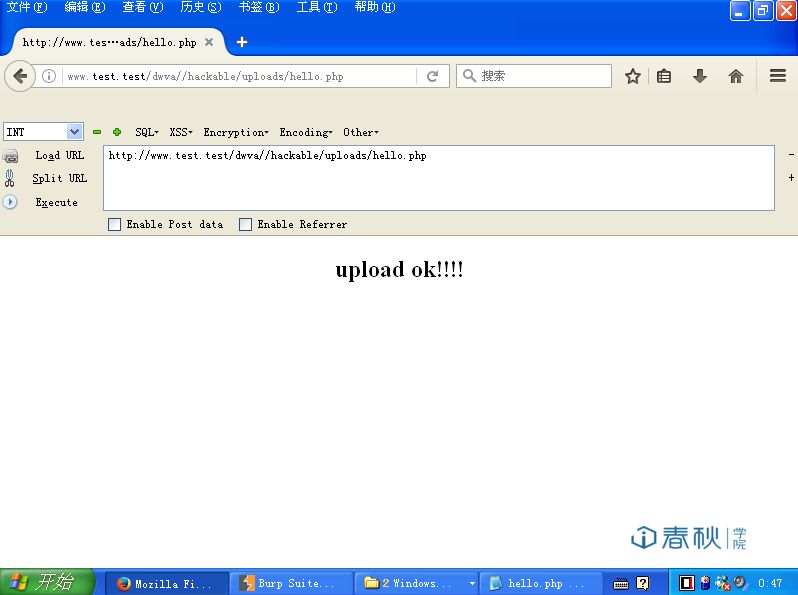 文件(F) 编辑(E) 查看(V) 历史(S) 书签(B) 工具(T) 帮助(H)
http://www.tes…ads/hello.php
www.test.test/dwva//hackable/uploads/hello.php
搜索
INT SQL XSS Encryption Encoding Other
Load URL
http://www.test.test/dwva//hackable/uploads/hello.php
Split URL
Execute
Enable Post data Enable Referrer
upload ok!!!!
春秋 学院
开始 Mozilla Fi... Burp Suite... 2 Windows... hello.php ... 0:47